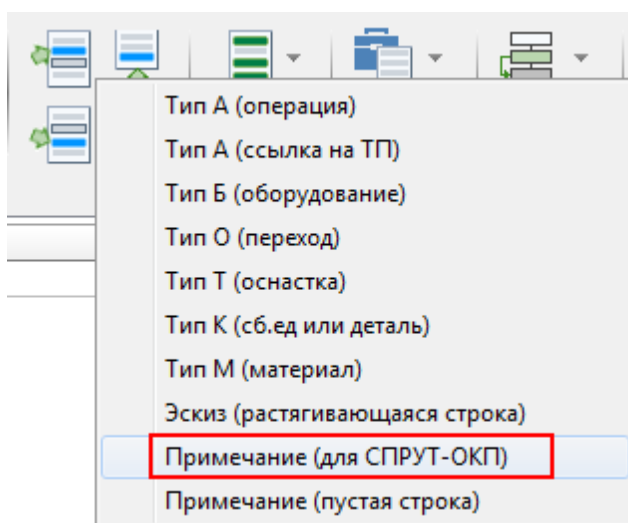 Тип А (операция)
Тип А (ссылка на ТП)
Тип Б (оборудование)
Тип О (переход)
Тип Т (оснастка)
Тип К (сб.ед или деталь)
Тип М (материал)
Эскиз (растягивающаяся строка)
Примечание (для СПРУТ-ОКП)
Примечание (пустая строка)